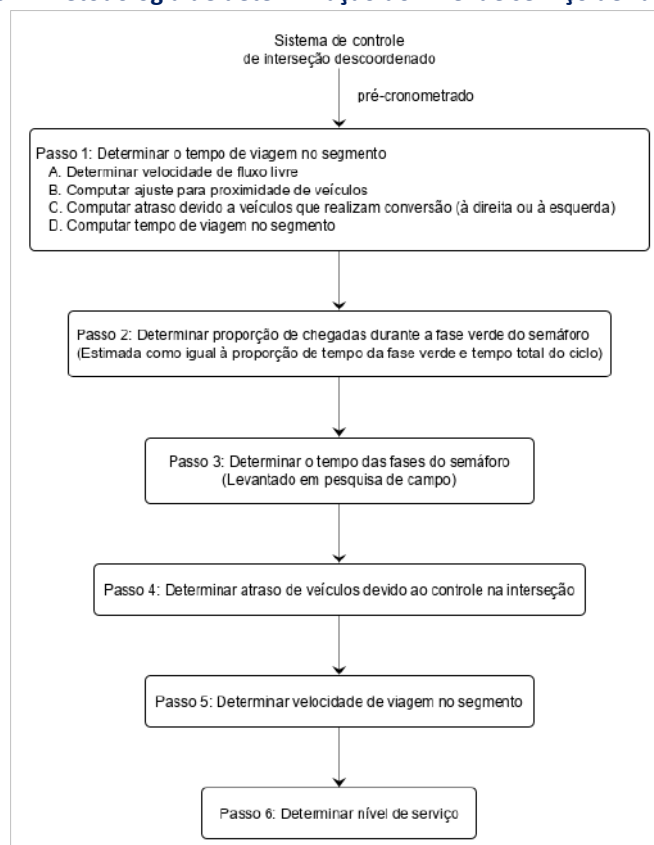 Sistema de controle
de interseção descoordenado
pré-cronometrado
Passo 1: Determinar o tempo de viagem no segmento
A. Determinar velocidade de fluxo livre
B. Computar ajuste para proximidade de veículos
C. Computar atraso devido a veículos que realizam conversão (à direita ou à esquerda)
D. Computar tempo de viagem no segmento
Passo 2: Determinar proporção de chegadas durante a fase verde do semáforo
(Estimada como igual à proporção de tempo da fase verde e tempo total do ciclo)
Passo 3: Determinar o tempo das fases do semáforo
(Levantado em pesquisa de campo)
Passo 4: Determinar atraso de veículos devido ao controle na interseção
Passo 5: Determinar velocidade de viagem no segmento
Passo 6: Determinar nível de serviço